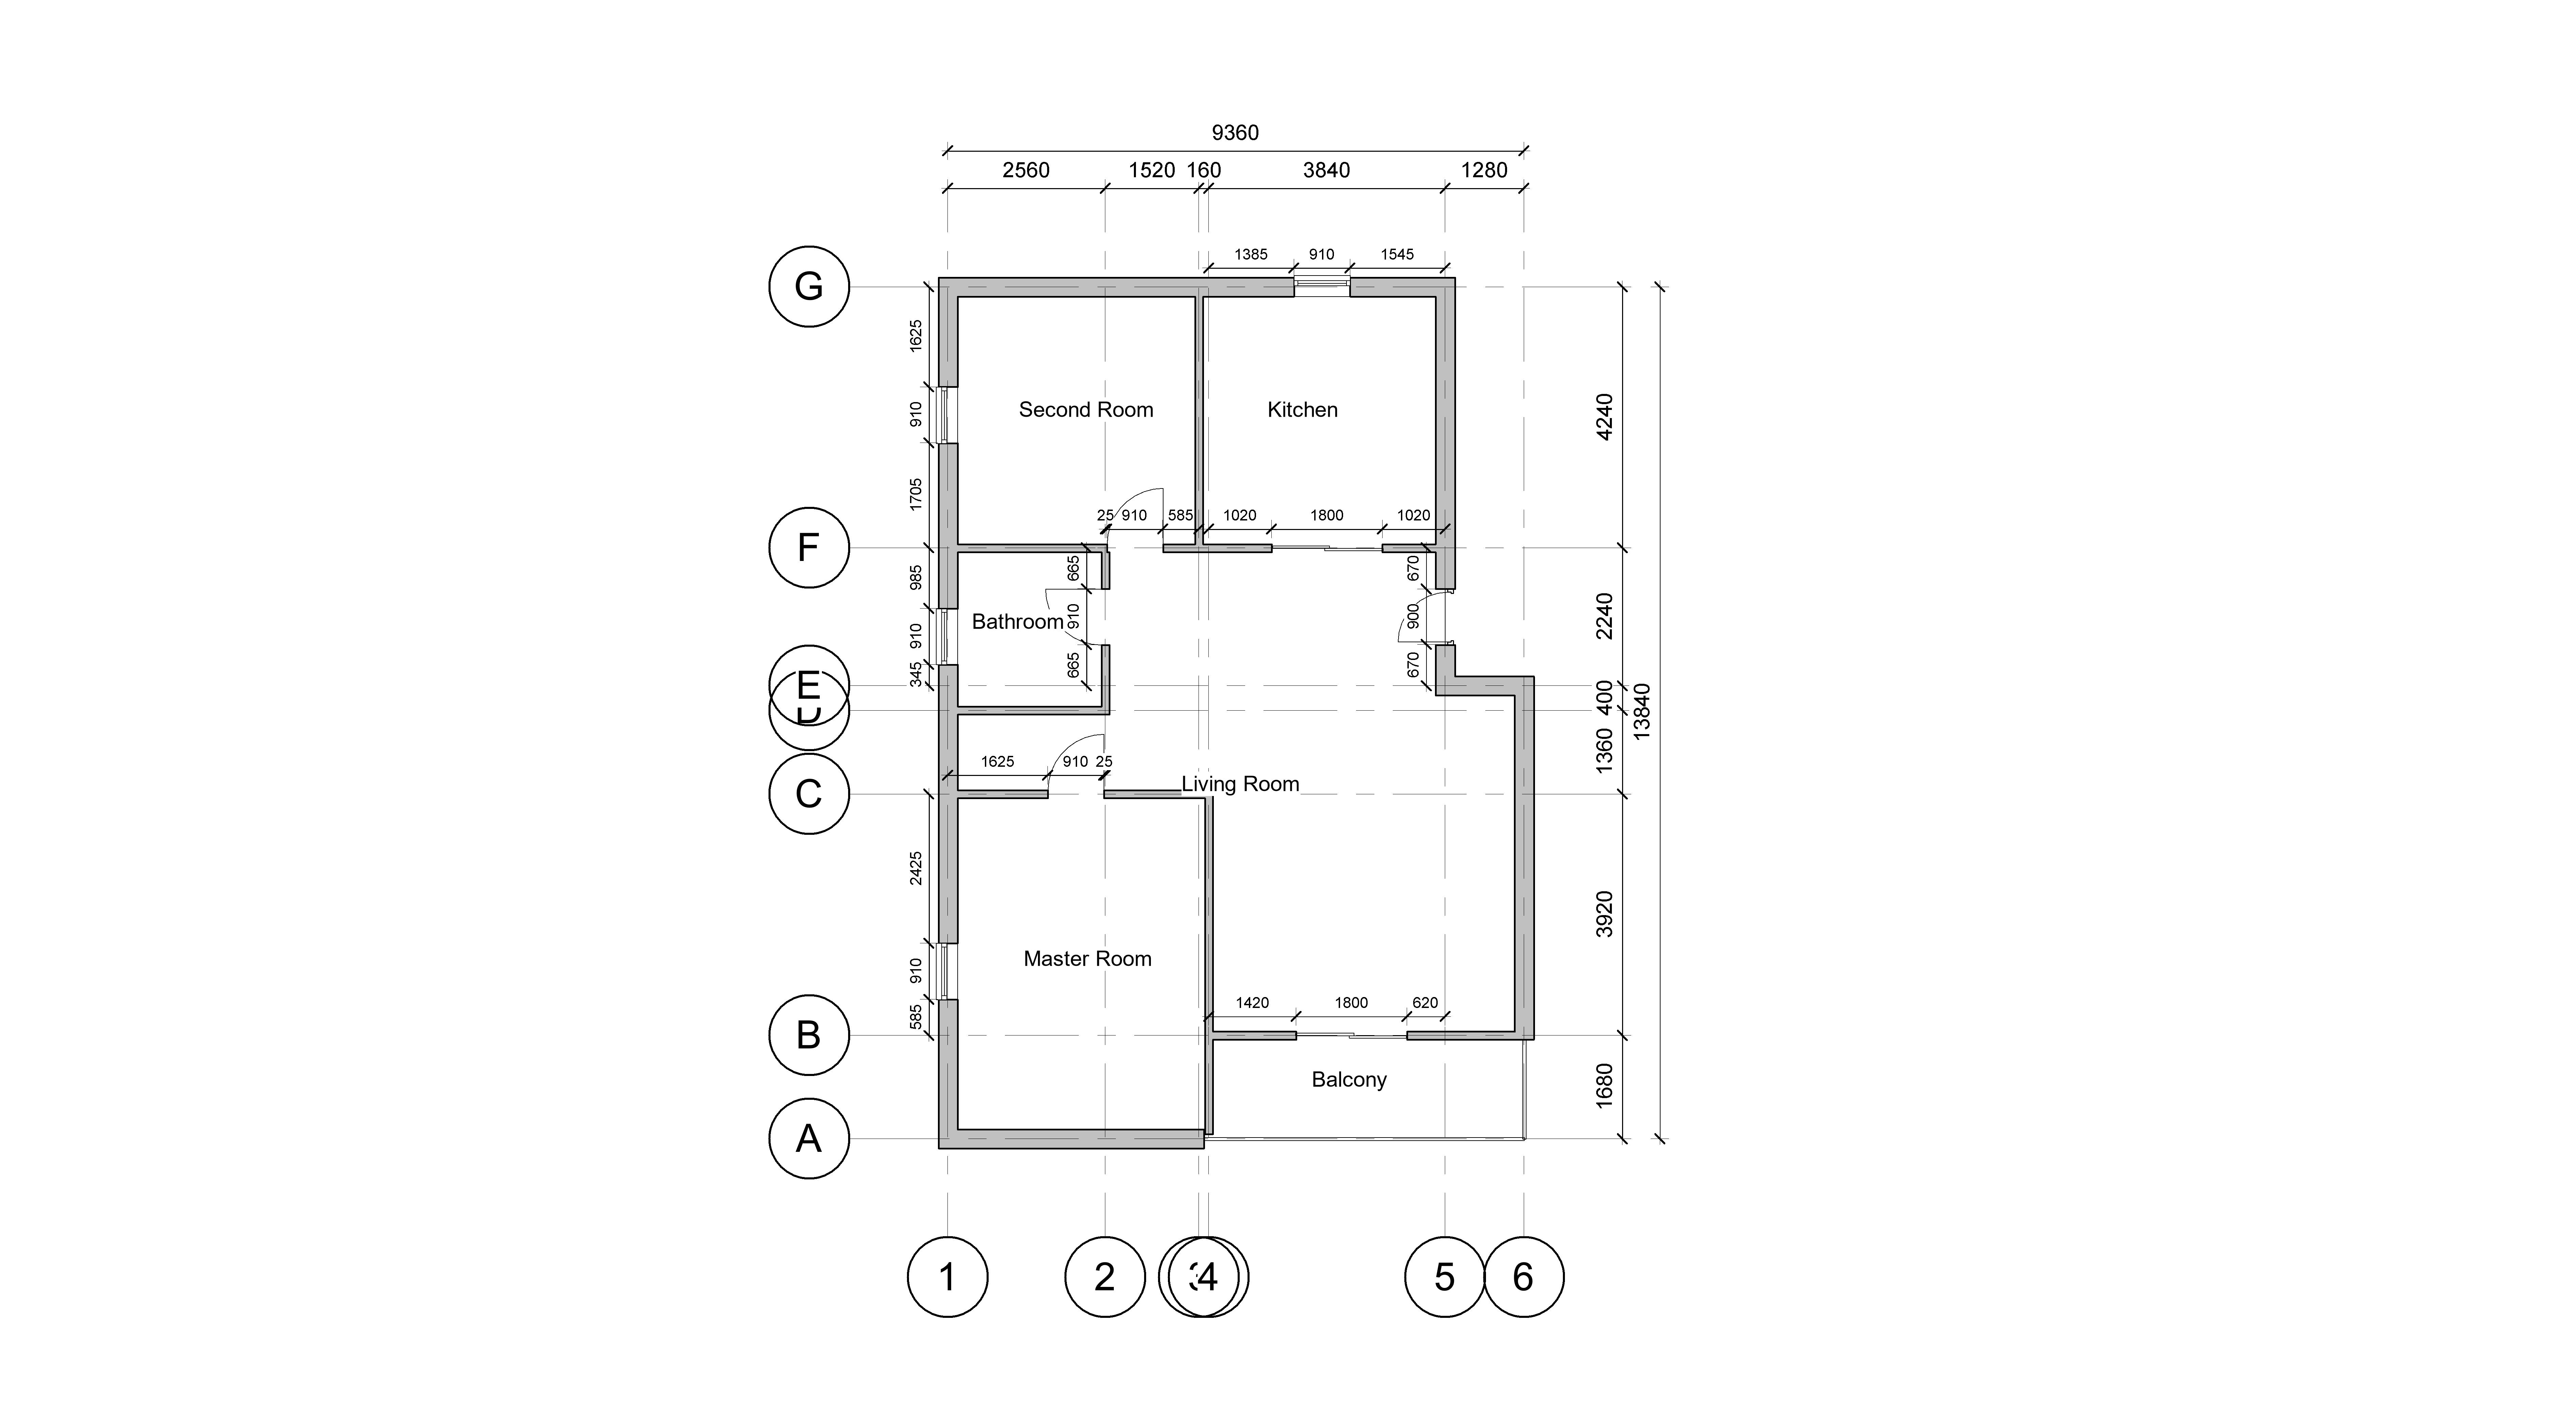 9360
2560 1520 160 3840 1280
1385 910 1545
G
1625
4240
Second Room Kitchen
910
1705
25 910 585 1020 1800 1020
F
985 665 670
2240
Bathroom 910 900
910
345 665 670
E
400
D
13840
1360
1625 910 25
Living Room
C
2425
3920
Master Room
910
1420 1800 620
585
B
Balcony
1680
A
1 2 3 4 5 6